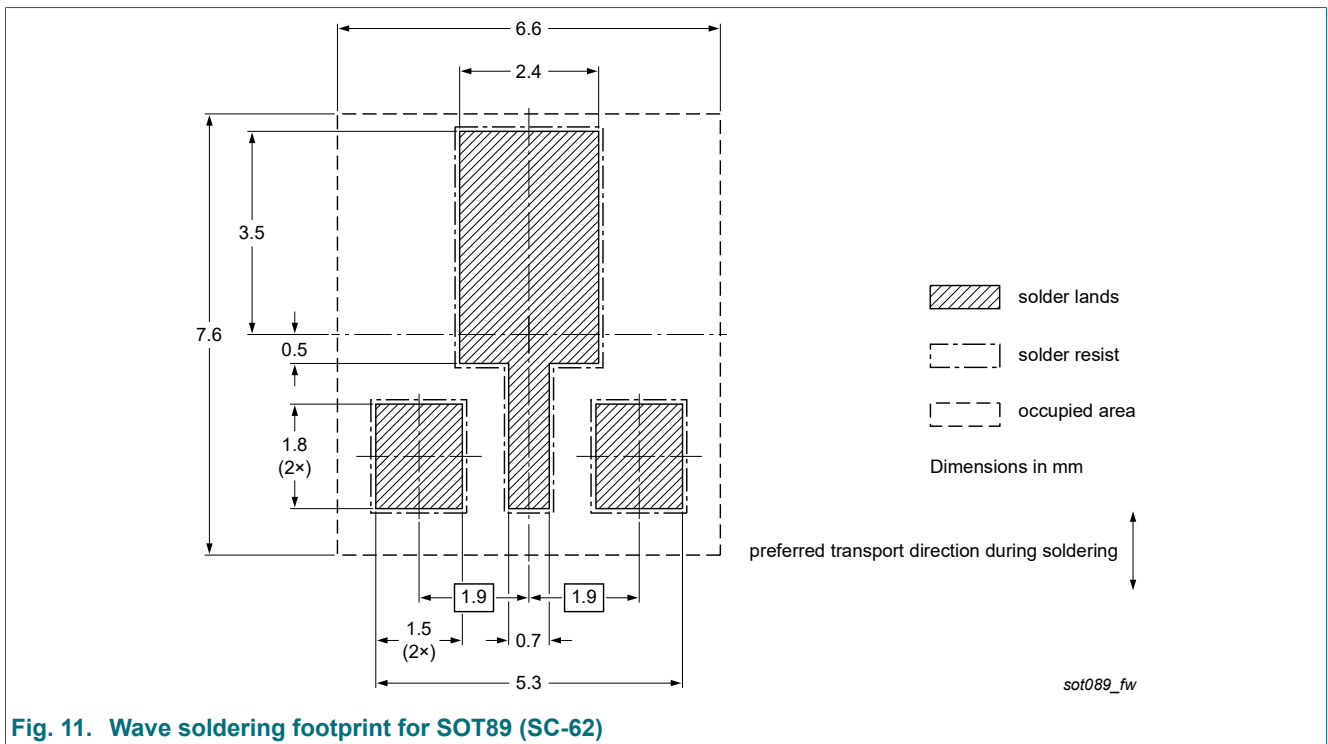 6.6
2.4
3.5
7.6
0.5
solder lands
solder resist
occupied area
1.8
(2×)
Dimensions in mm
preferred transport direction during soldering
1.9
1.9
1.5
(2×)
0.7
5.3
sot089_fw
Fig. 11. Wave soldering footprint for SOT89 (SC-62)